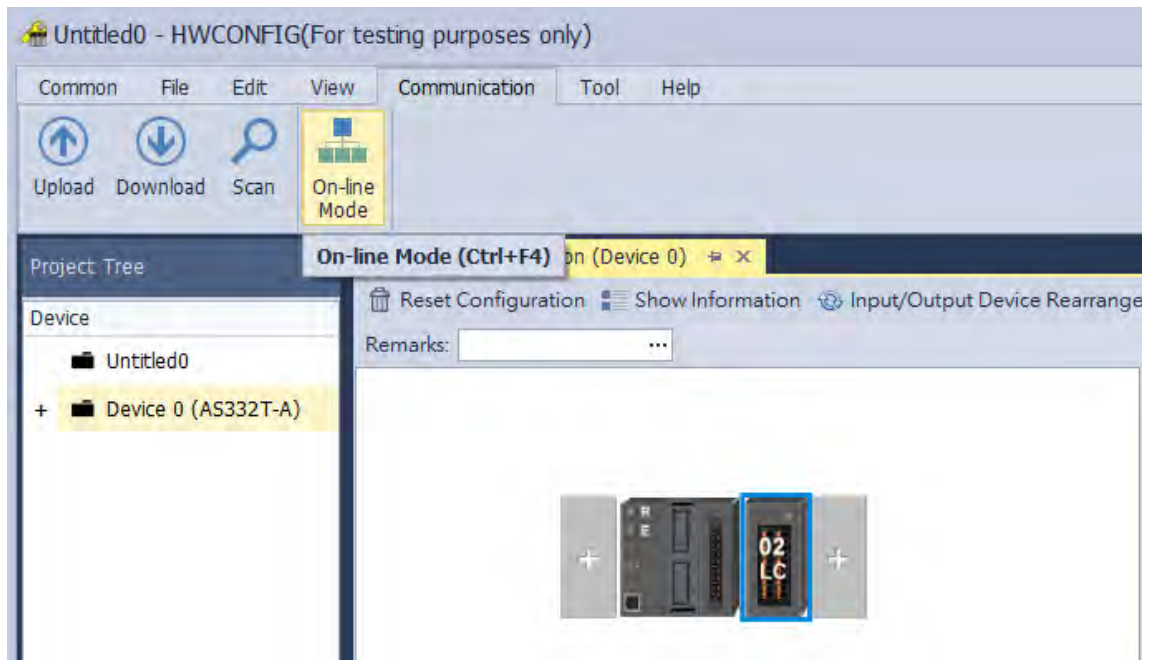 Untitled0 - HWCONFIG(For testing purposes only)
Common File Edit View Communication Tool Help
Upload Download Scan On-line
Mode
On-line Mode (Ctrl+F4) on (Device 0)
Project Tree
Reset Configuration Show Information Input/Output Device Rearrange
Device
Remarks: ...
Untitled0
+ Device 0 (AS332T-A)
R
E
02
LC